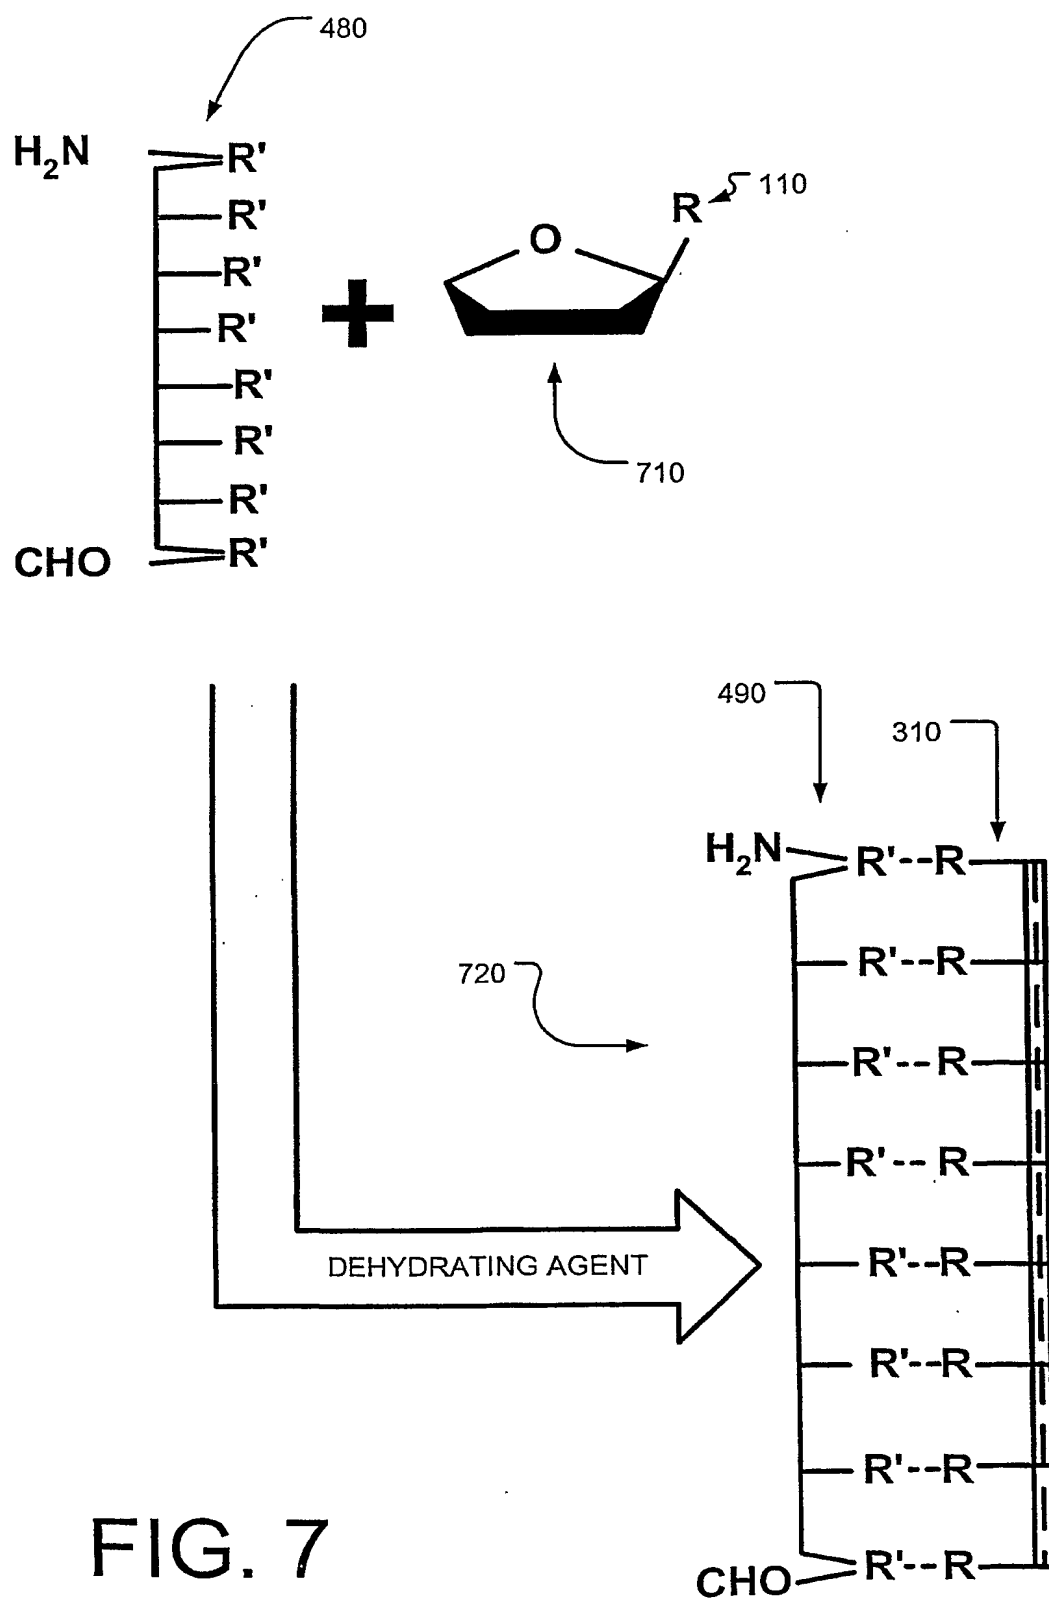 480
H₂N R'
R'
R 110
O
R'
R'
+
R'
R'
710
R'
CHO R'
490
310
H₂N R'--R
720
R'--R
R'--R
R'--R
DEHYDRATING AGENT
R'--R
R'--R
R'--R
CHO R'--R
FIG. 7